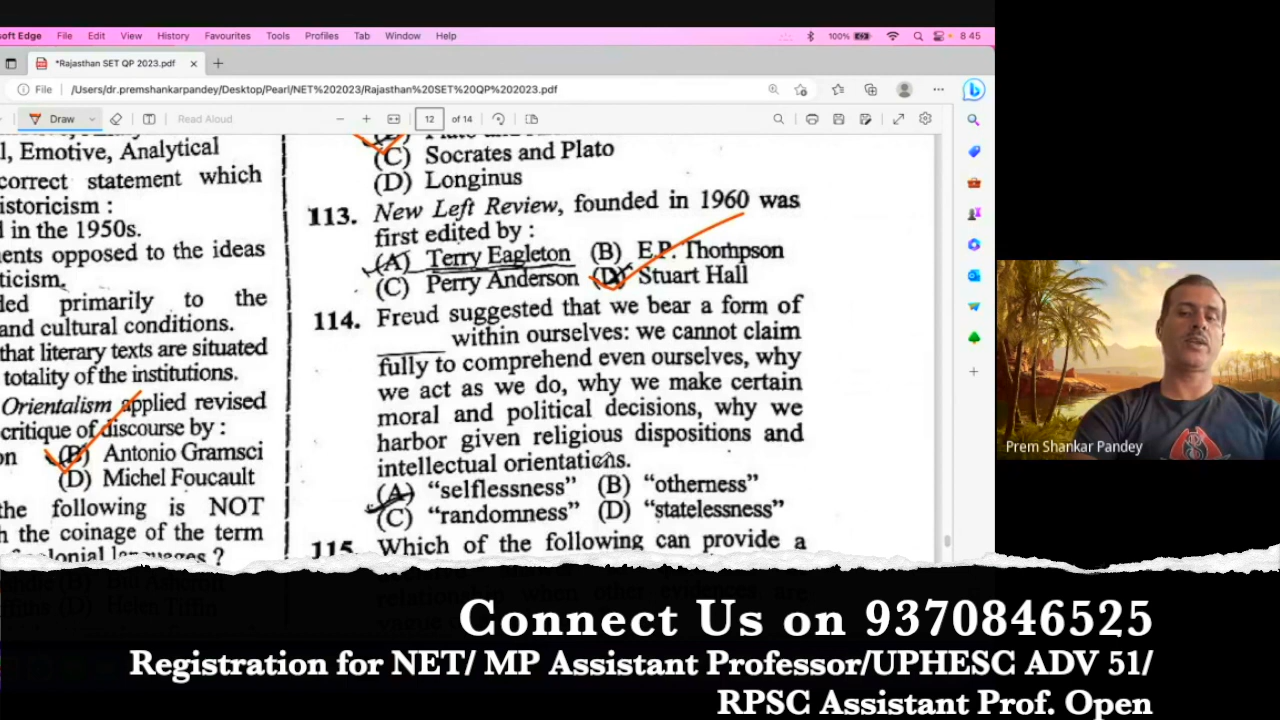 soft Edge File Edit View History Favourites Tools Profiles Tab Window Help 100% 8 45
*Rajasthan SET QP 2023.pdf
File /Users/dr.premshankarpandey/Desktop/Pearl/NET%202023/Rajasthan%20SET%20QP%202023.pdf
Draw Read Aloud 12 of 14
l, Emotive, Analytical
correct statement which
istoricism :
l in the 1950s.
ents opposed to the ideas
ticism.
ded primarily to the
and cultural conditions.
that literary texts are situated
totality of the institutions.
Orientalism applied revised
critique of discourse by :
on (B) Antonio Gramsci
(D) Michel Foucault
the following is NOT
h the coinage of the term
(C) Socrates and Plato
(D) Longinus
113. New Left Review, founded in 1960 was
first edited by :
(A) Terry Eagleton (B) E.P. Thompson
(C) Perry Anderson (D) Stuart Hall
114. Freud suggested that we bear a form of
______ within ourselves: we cannot claim
fully to comprehend even ourselves, why
we act as we do, why we make certain
moral and political decisions, why we
harbor given religious dispositions and
intellectual orientations.
(A) “selflessness” (B) “otherness”
(C) “randomness” (D) “statelessness”
115. Which of the following can provide a
Prem Shankar Pandey
Connect Us on 9370846525
Registration for NET/ MP Assistant Professor/UPHESC ADV 51/
RPSC Assistant Prof. Open